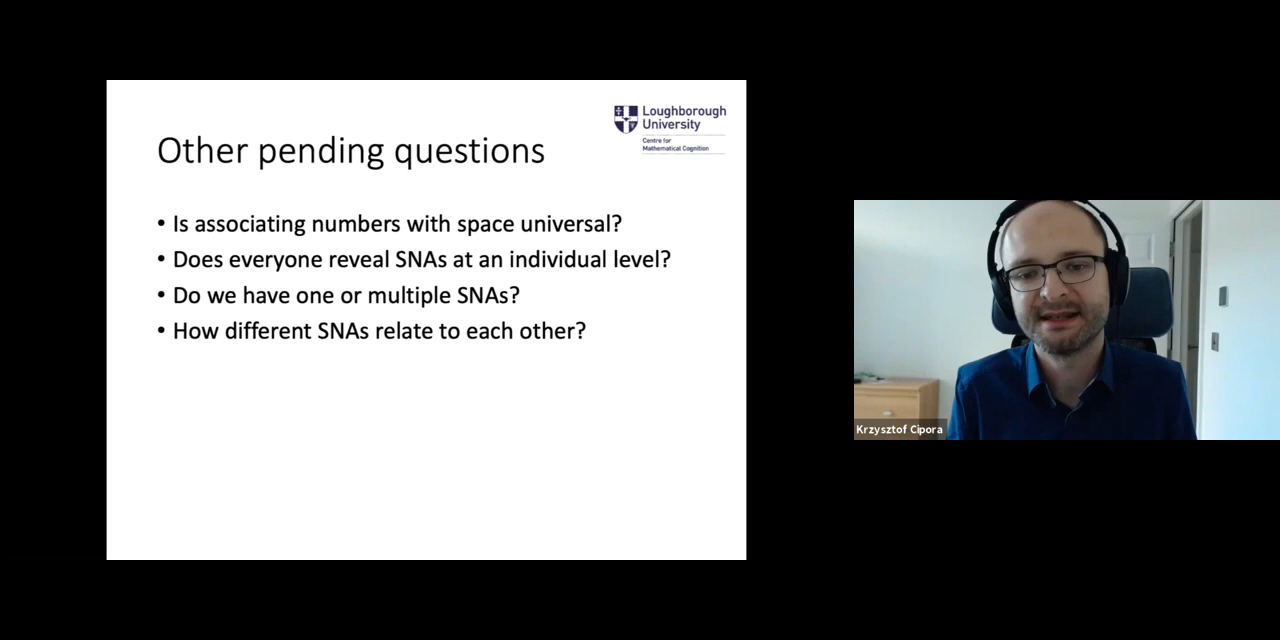 Loughborough
University
Centre for
Mathematical Cognition
Other pending questions
• Is associating numbers with space universal?
• Does everyone reveal SNAs at an individual level?
• Do we have one or multiple SNAs?
• How different SNAs relate to each other?
Krzysztof Cipora